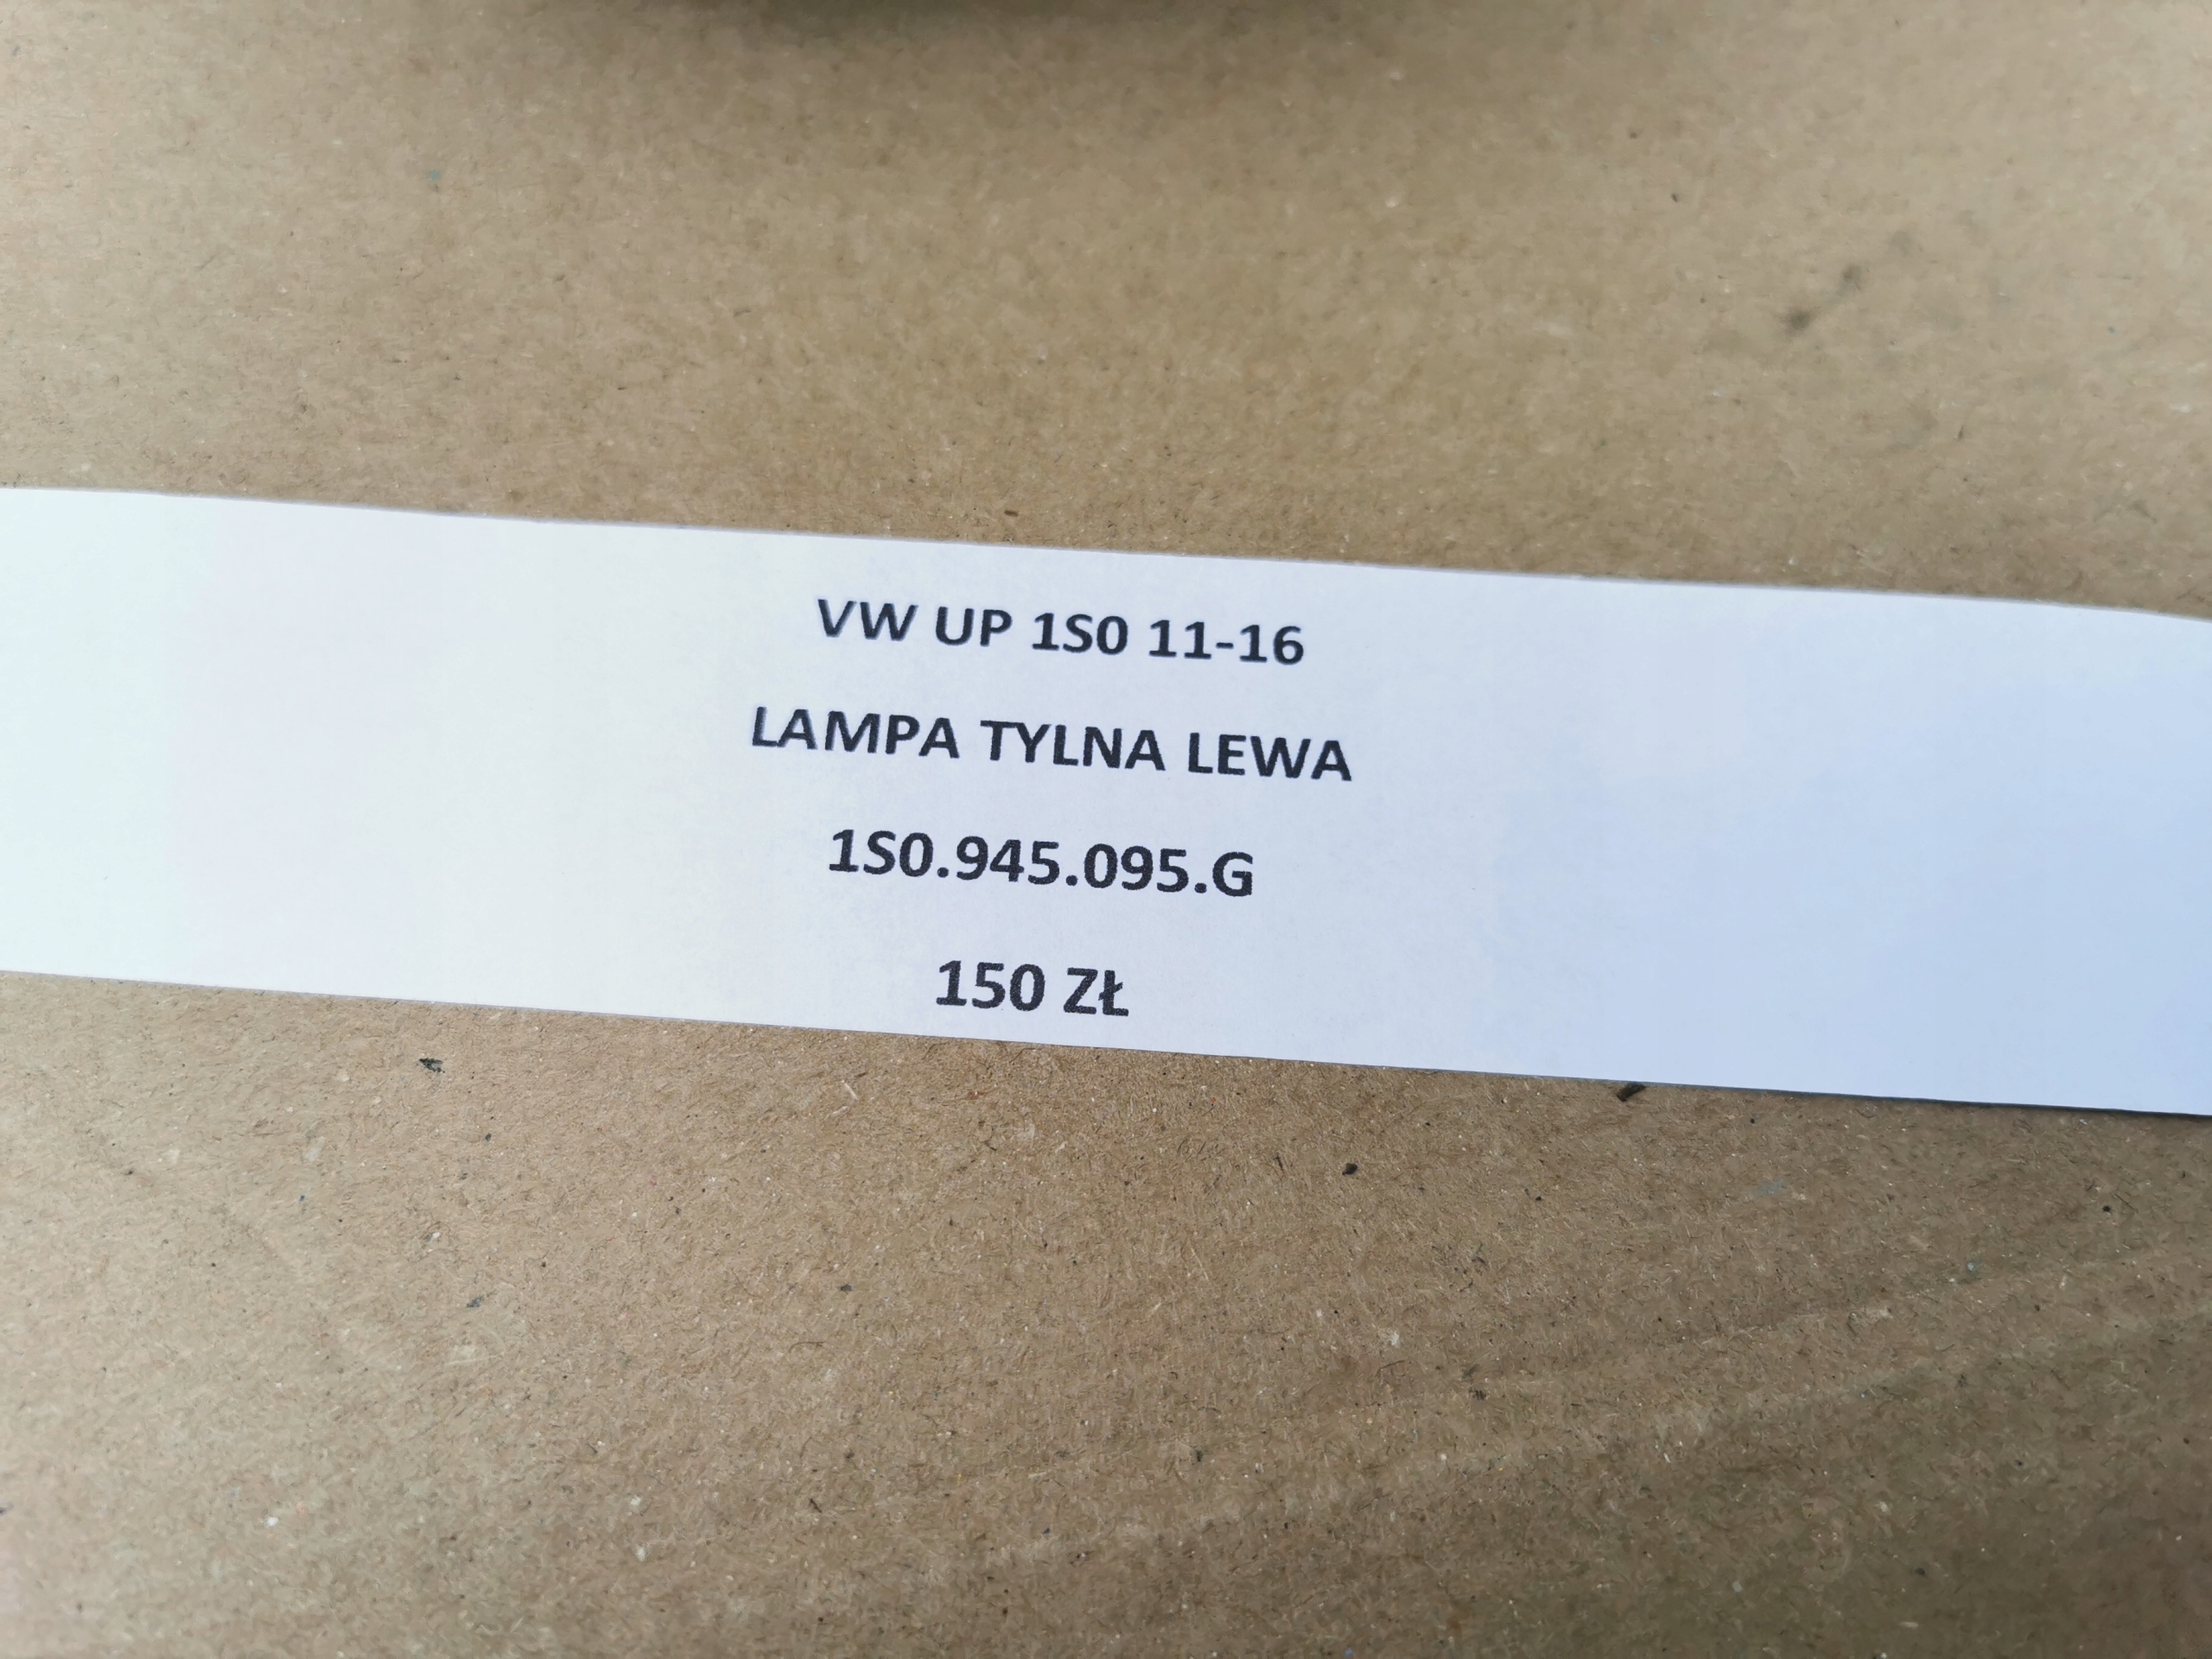 VW UP 1S0 11-16
LAMPA TYLNA LEWA
1S0.945.095.G
150 ZŁ